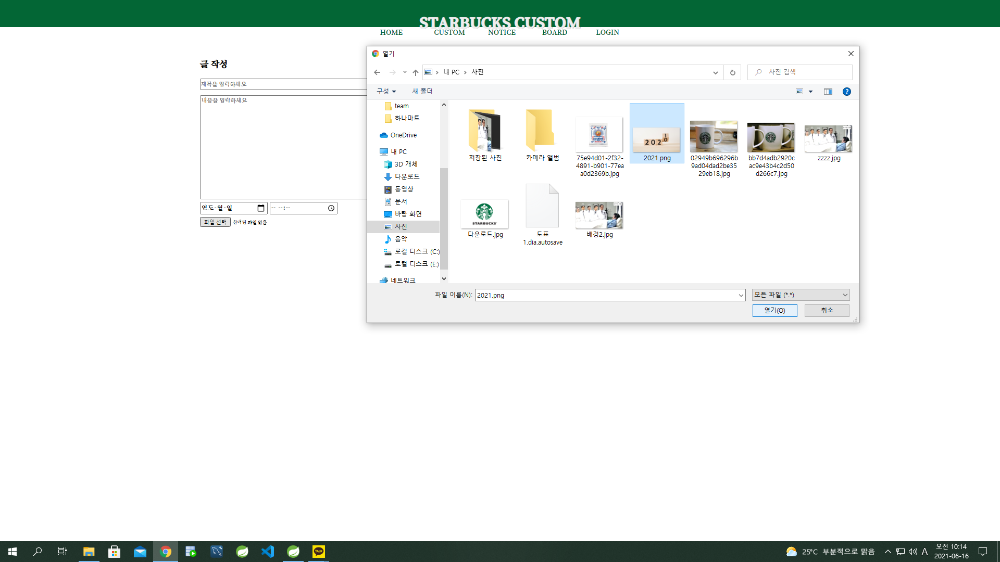 STARBUCKS CUSTOM
HOME CUSTOM NOTICE BOARD LOGIN
글 작성
제목을 입력하세요
내용을 입력하세요
연도-월-일
-- --:--
파일 선택 선택된 파일 없음
열기
내 PC 사진
사진 검색
구성 새 폴더
team
하나마트
OneDrive
내 PC
3D 개체
다운로드
동영상
문서
바탕 화면
사진
음악
로컬 디스크 (C:)
로컬 디스크 (E:)
네트워크
저장된 사진
카메라 앨범
75e94d01-2f32-
4891-b901-77ea
a0d2369b.jpg
2021.png
02949b696296b
9ad04dad2be35
29eb18.jpg
bb7d4adb2920c
ac9e43b4c2d50
d266c7.jpg
zzzz.jpg
STARBUCKS
다운로드.jpg
도표
1.dia.autosave
배경2.jpg
파일 이름(N): 2021.png
모든 파일 (*.*)
열기(O) 취소
TALK
25°C 부분적으로 맑음
A
오전 10:14
2021-06-16